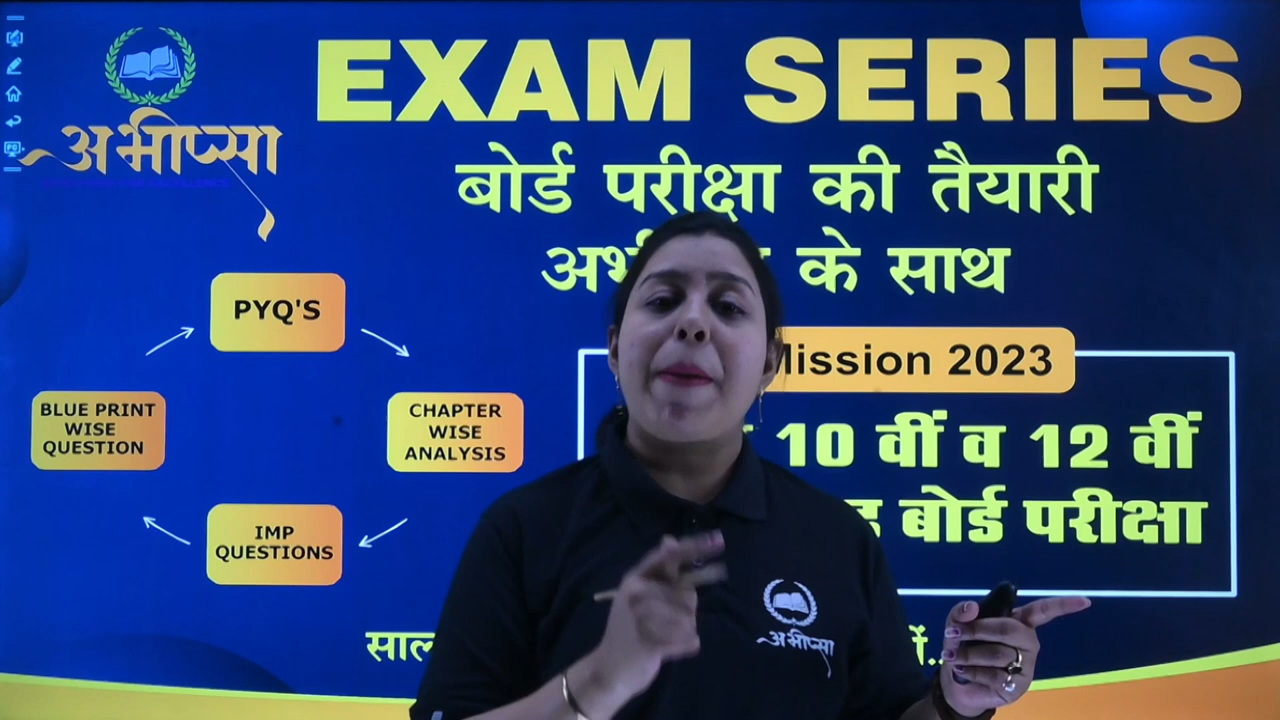 EXAM SERIES
अभीप्सा
बोर्ड परीक्षा की तैयारी
के साथ
PYQ'S
Mission 2023
BLUE PRINT
WISE
QUESTION
CHAPTER
WISE
ANALYSIS
10 वीं व 12 वीं
बोर्ड परीक्षा
IMP
QUESTIONS
अभीप्सा